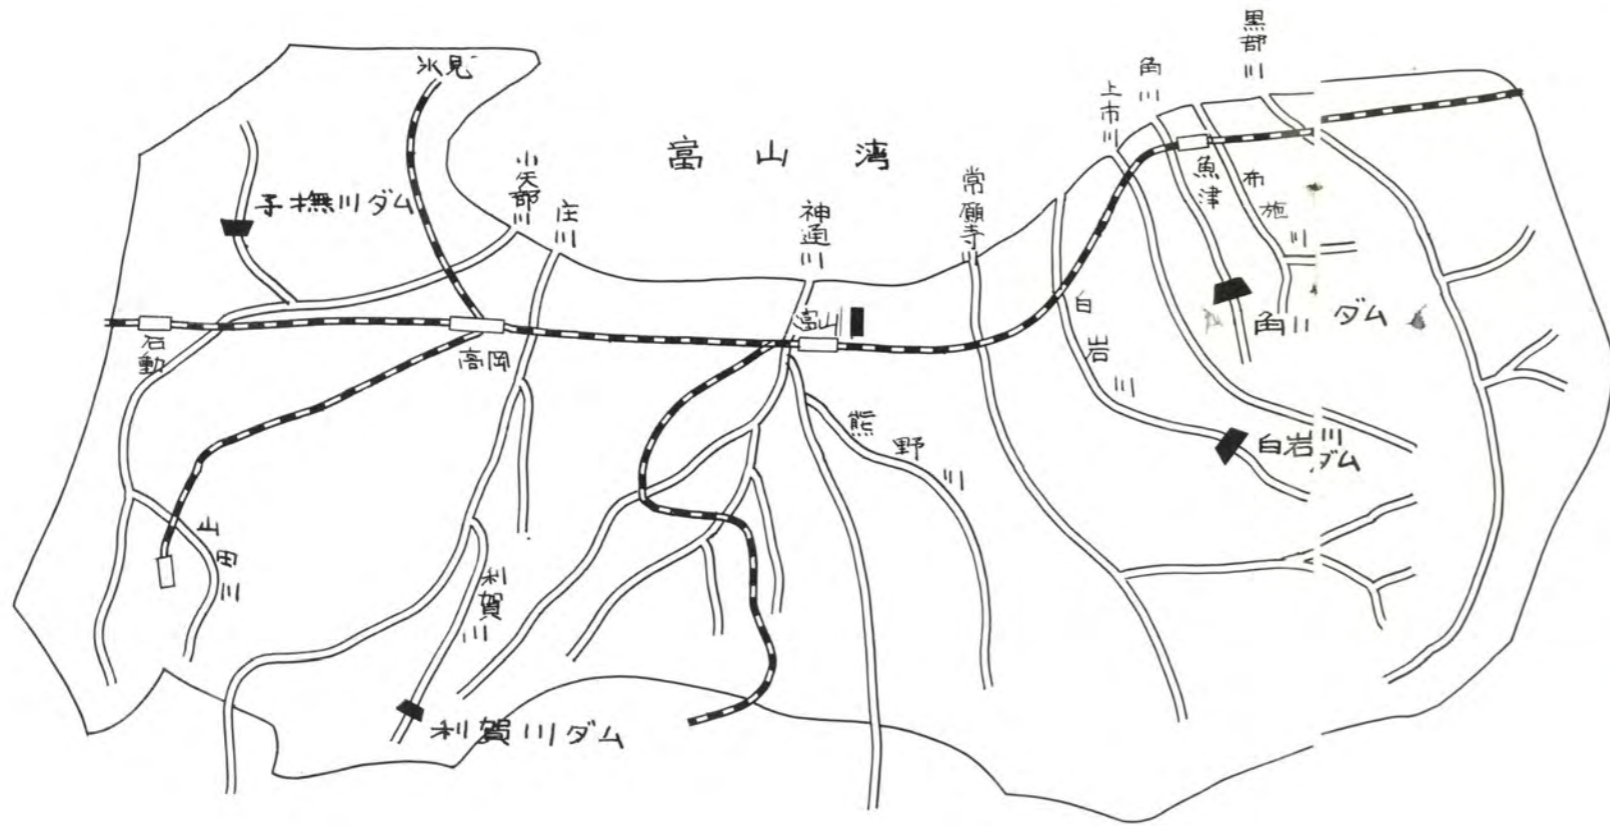 黒部川
氷見
角川
上市川
富山湾
小矢部川
子撫川ダム
庄川
神通川
常願寺川
魚津
布施川
白岩川
角川ダム
富山
石動
高岡
熊野川
白岩川ダム
山田川
利賀川
利賀川ダム